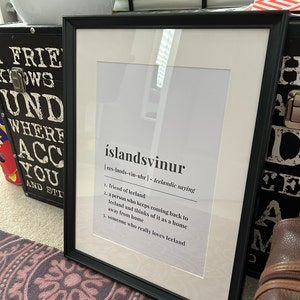 A FRIE
NOWS
UND
WHERE
ACC
YOU
AND STI
íslandsvinur
| ees-lands-vin-uhr | - Icelandic saying
1. friend of Iceland
2. a person who keeps coming back to
Iceland and thinks of it as a home
away from home
3. someone who really loves Iceland